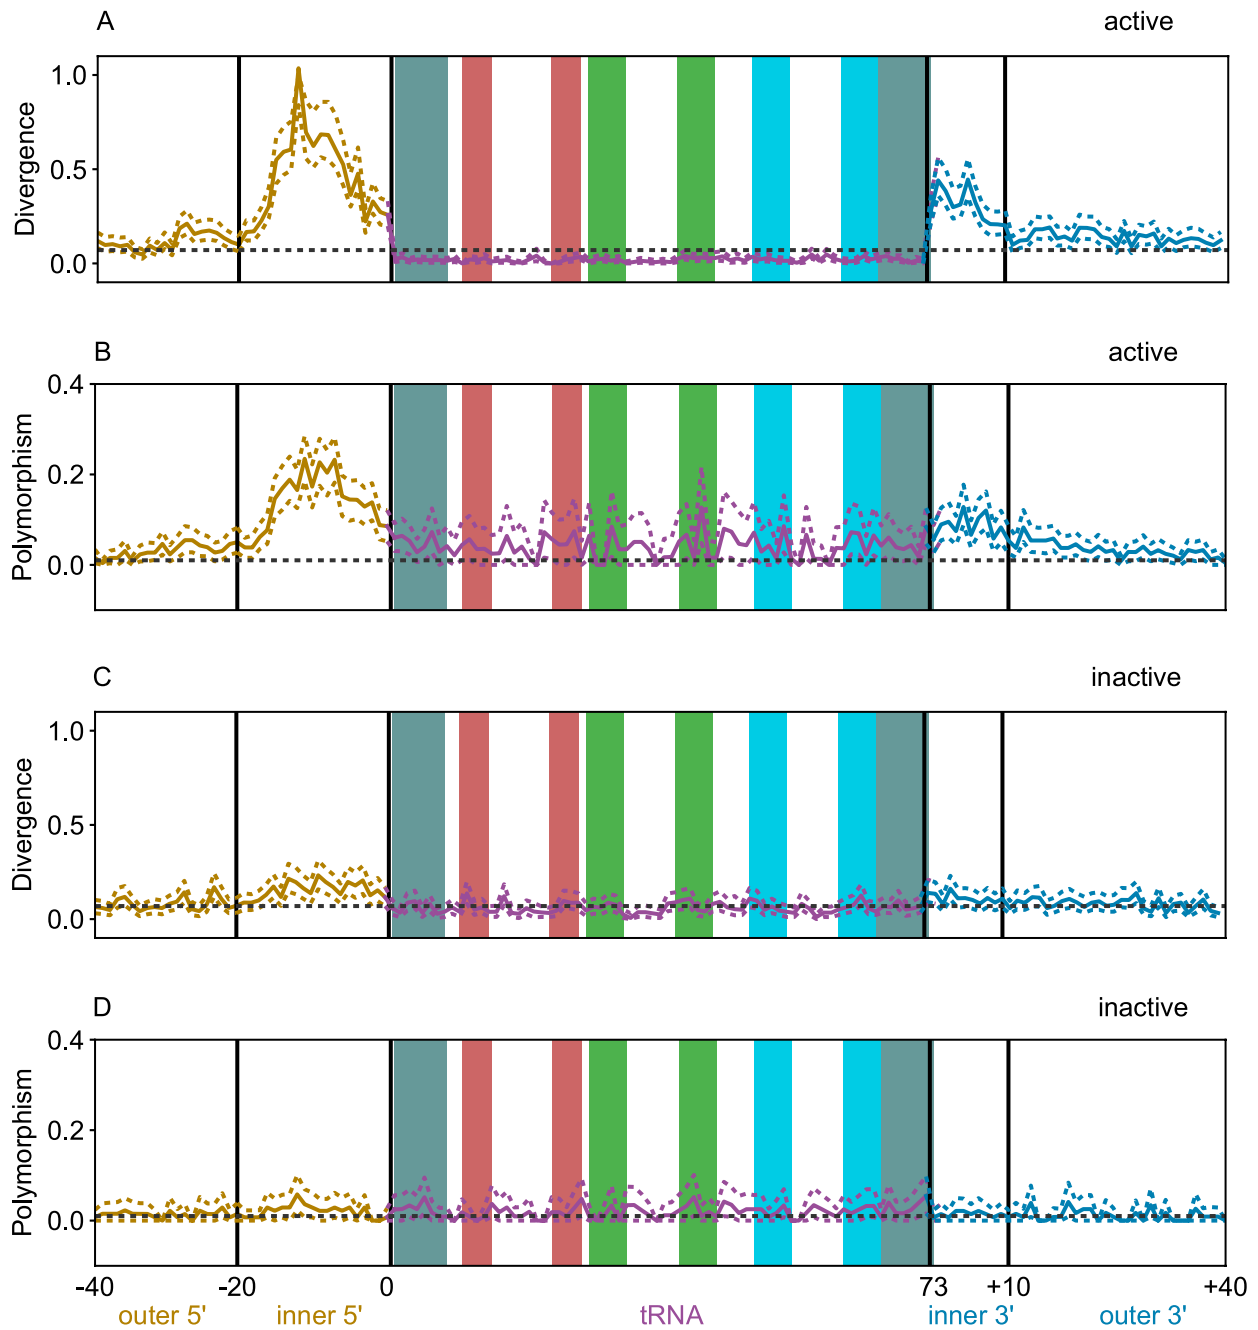 A active
1.0
0.5
0.0
Divergence
B active
0.4
0.2
0.0
Polymorphism
C inactive
1.0
0.5
0.0
Divergence
D inactive
0.4
0.2
0.0
Polymorphism
-40 -20 0 73 +10 +40
outer 5' inner 5' tRNA inner 3' outer 3'